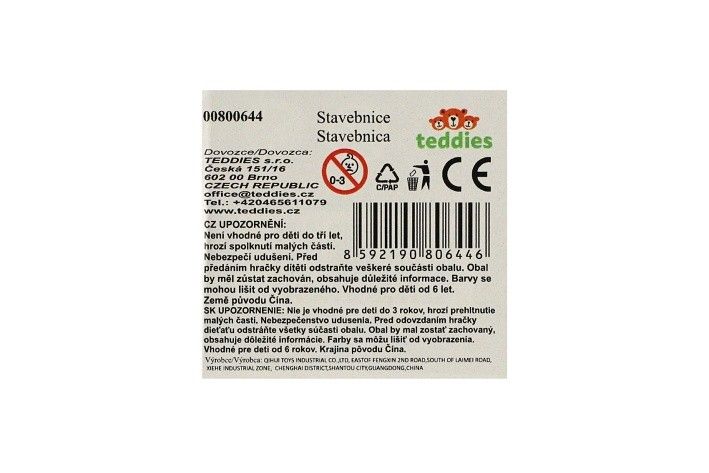 00800644
Stavebnice
Stavebnica
teddies
Dovozce/Dovozca:
TEDDIES s.r.o.
Česká 151/16
602 00 Brno
CZECH REPUBLIC
office@teddies.cz
Tel.: +420465611079
www.teddies.cz
0-3
C/PAP
CE
8 592190 806446
CZ UPOZORNĚNÍ:
Není vhodné pro děti do tří let,
hrozí spolknutí malých částí.
Nebezpečí udušení. Před
předáním hračky dítěti odstraňte veškeré součásti obalu. Obal
by měl zůstat zachován, obsahuje důležité informace. Barvy se
mohou lišit od vyobrazeného. Vhodné pro děti od 6 let.
Země původu Čína.
SK UPOZORNENIE: Nie je vhodné pre deti do 3 rokov, hrozí prehltnutie
malých častí. Nebezpečenstvo udusenia. Pred odovzdaním hračky
dieťaťu odstráňte všetky súčasti obalu. Obal by mal zostať zachovaný,
obsahuje dôležité informácie. Farby sa môžu líšiť od vyobrazenia.
Vhodné pre deti od 6 rokov. Krajina pôvodu Čína.
Výrobce/Výrobca: QIHUI TOYS INDUSTRIAL CO.,LTD, EASTOF FENGXIN 2ND ROAD,SOUTH OF LAIMEI ROAD,
XIEHE INDUSTRIAL ZONE, CHENGHAI DISTRICT,SHANTOU CITY,GUANGDONG,CHINA